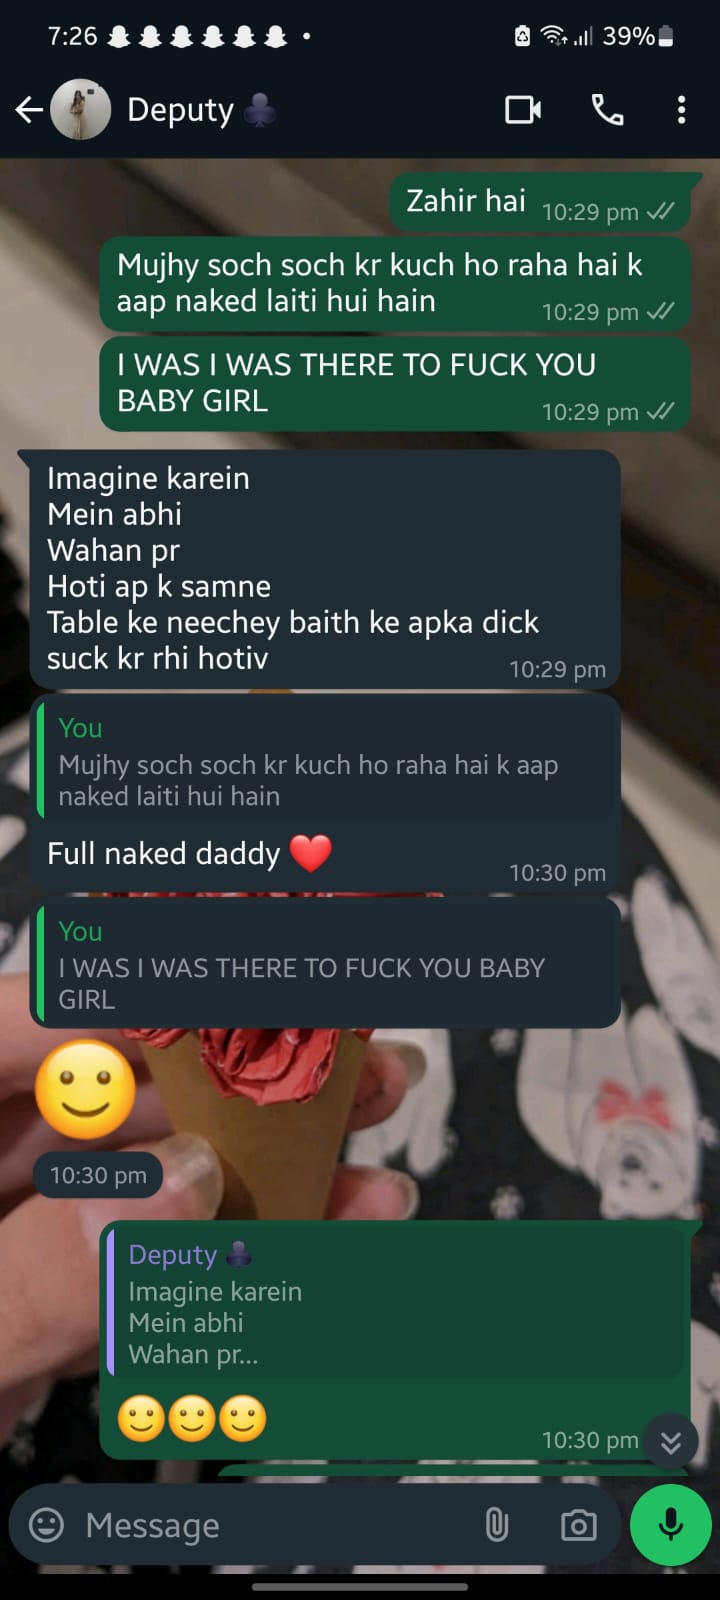 7:26
39%
Deputy ♣
Zahir hai
10:29 pm
Mujhy soch soch kr kuch ho raha hai k
aap naked laiti hui hain
10:29 pm
I WAS I WAS THERE TO FUCK YOU
BABY GIRL
10:29 pm
Imagine karein
Mein abhi
Wahan pr
Hoti ap k samne
Table ke neechey baith ke apka dick
suck kr rhi hotiv
10:29 pm
You
Mujhy soch soch kr kuch ho raha hai k aap
naked laiti hui hain
Full naked daddy ❤️
10:30 pm
You
I WAS I WAS THERE TO FUCK YOU BABY
GIRL
🙂
10:30 pm
Deputy ♣
Imagine karein
Mein abhi
Wahan pr...
🙂🙂🙂
10:30 pm
Message